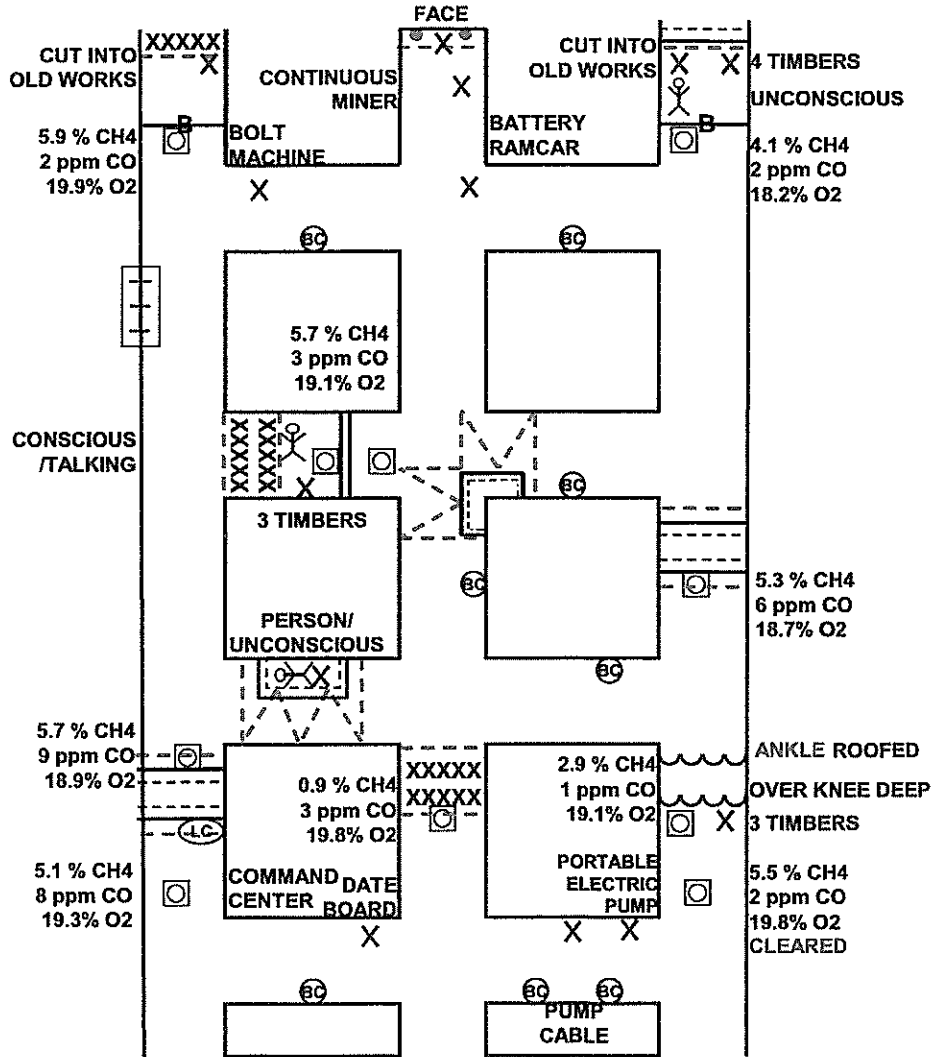 FACE
XXXXX
CUT INTO
OLD WORKS
X
CONTINUOUS
MINER
X
X
CUT INTO
OLD WORKS
X X
4 TIMBERS
UNCONSCIOUS
B
5.9 % CH4
2 ppm CO
19.9% O2
BOLT
MACHINE
BATTERY
RAMCAR
B
4.1 % CH4
2 ppm CO
18.2% O2
X
X
BC
BC
5.7 % CH4
3 ppm CO
19.1% O2
CONSCIOUS
/TALKING
XXXXX
XXXXX
X
3 TIMBERS
BC
BC
5.3 % CH4
6 ppm CO
18.7% O2
PERSON/
UNCONSCIOUS
X
BC
5.7 % CH4
9 ppm CO
18.9% O2
0.9 % CH4
3 ppm CO
19.8% O2
XXXXX
XXXXX
2.9 % CH4
1 ppm CO
19.1% O2
ANKLE ROOFED
OVER KNEE DEEP
X
3 TIMBERS
LC
5.1 % CH4
8 ppm CO
19.3% O2
COMMAND
CENTER
DATE
BOARD
PORTABLE
ELECTRIC
PUMP
5.5 % CH4
2 ppm CO
19.8% O2
CLEARED
X
X X
BC
BC
BC
PUMP
CABLE